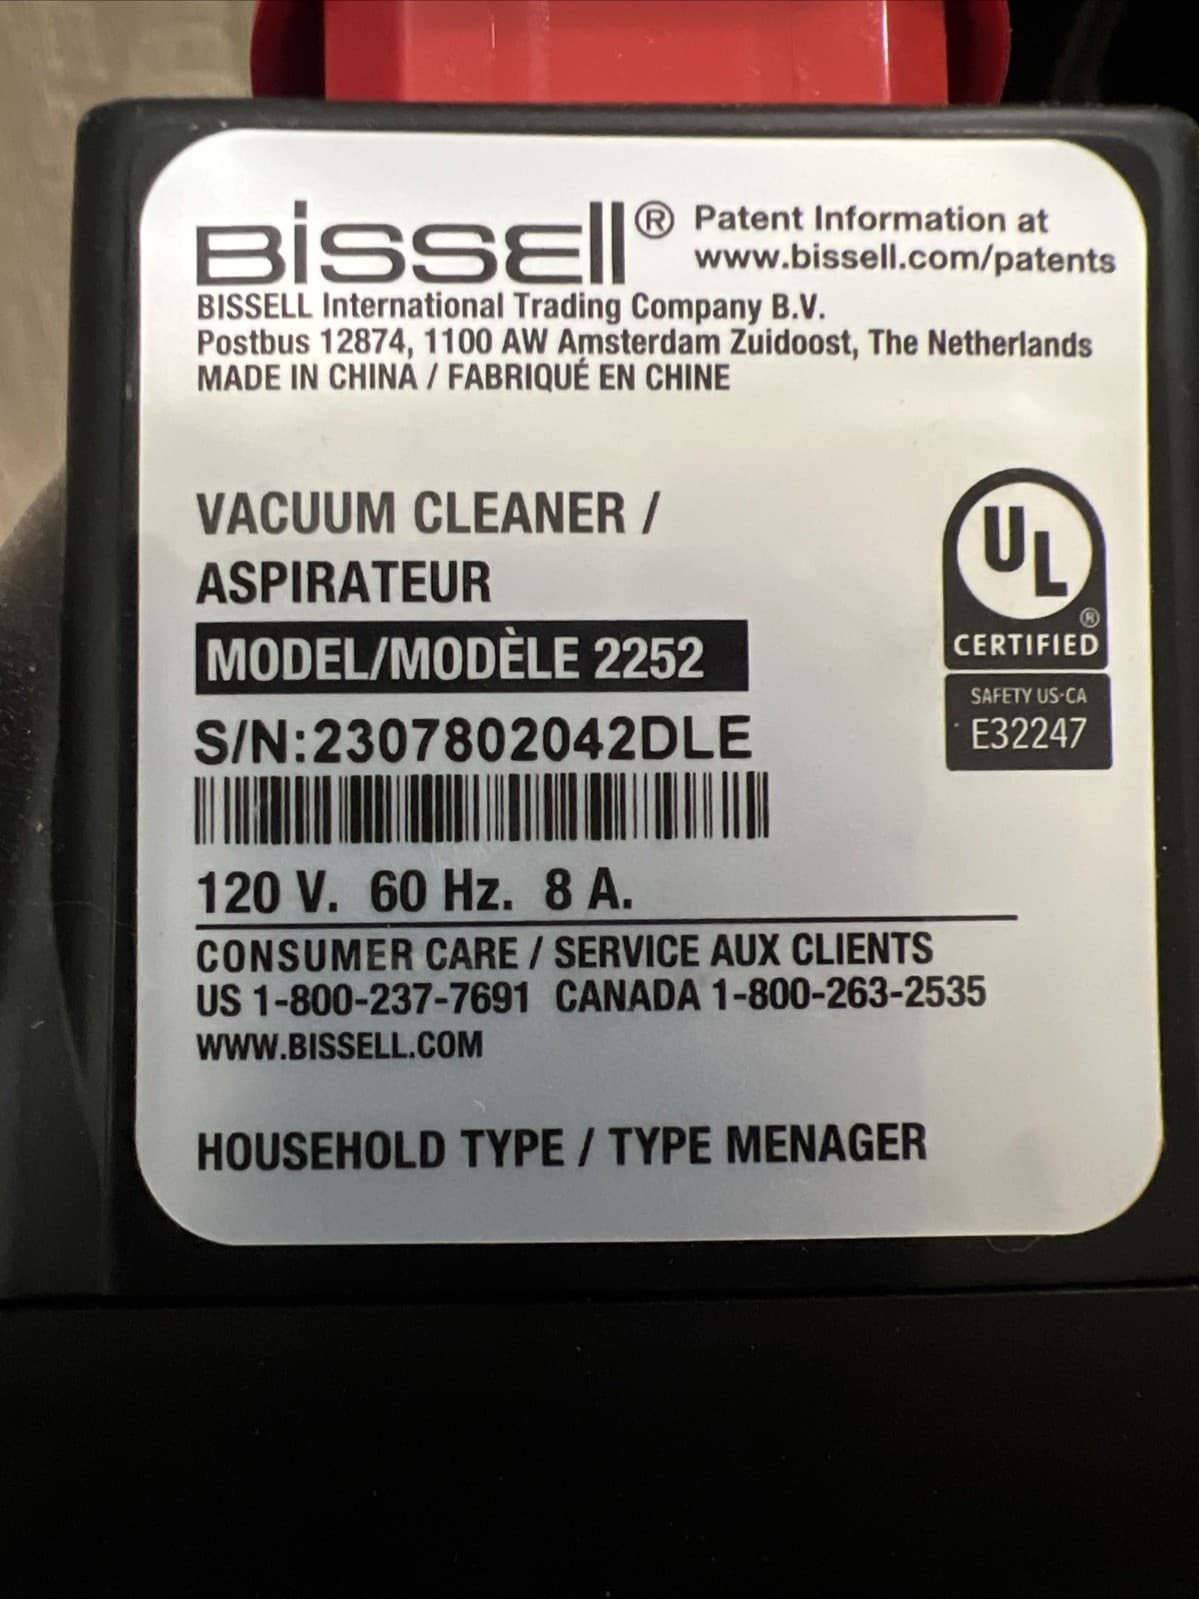 BISSELL® Patent Information at
www.bissell.com/patents
BISSELL International Trading Company B.V.
Postbus 12874, 1100 AW Amsterdam Zuidoost, The Netherlands
MADE IN CHINA / FABRIQUÉ EN CHINE
VACUUM CLEANER /
ASPIRATEUR
MODEL/MODÈLE 2252
S/N:2307802042DLE
UL ®
CERTIFIED
SAFETY US-CA
E32247
120 V. 60 Hz. 8 A.
CONSUMER CARE / SERVICE AUX CLIENTS
US 1-800-237-7691 CANADA 1-800-263-2535
WWW.BISSELL.COM
HOUSEHOLD TYPE / TYPE MENAGER